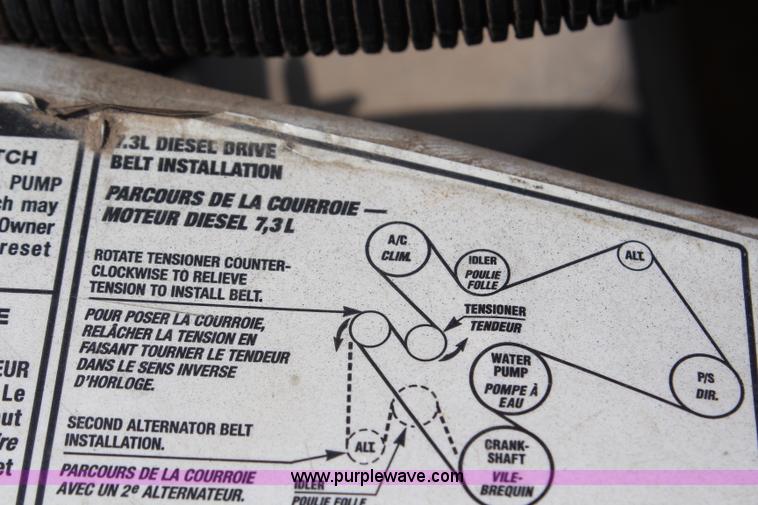 TCH
PUMP
ch may
Owner
reset
E
EUR
Le
out
re
et
7.3L DIESEL DRIVE
BELT INSTALLATION
PARCOURS DE LA COURROIE —
MOTEUR DIESEL 7,3 L
ROTATE TENSIONER COUNTER-
CLOCKWISE TO RELIEVE
TENSION TO INSTALL BELT.
POUR POSER LA COURROIE,
RELÂCHER LA TENSION EN
FAISANT TOURNER LE TENDEUR
DANS LE SENS INVERSE
D'HORLOGE.
SECOND ALTERNATOR BELT
INSTALLATION.
PARCOURS DE LA COURROIE
AVEC UN 2e ALTERNATEUR.
A/C
CLIM.
IDLER
POULIE
FOLLE
ALT.
TENSIONER
TENDEUR
WATER
PUMP
POMPE À
EAU
P/S
DIR.
ALT.
CRANK-
SHAFT
VILE-
BREQUIN
IDLER
POULIE FOLLE
www.purplewave.com